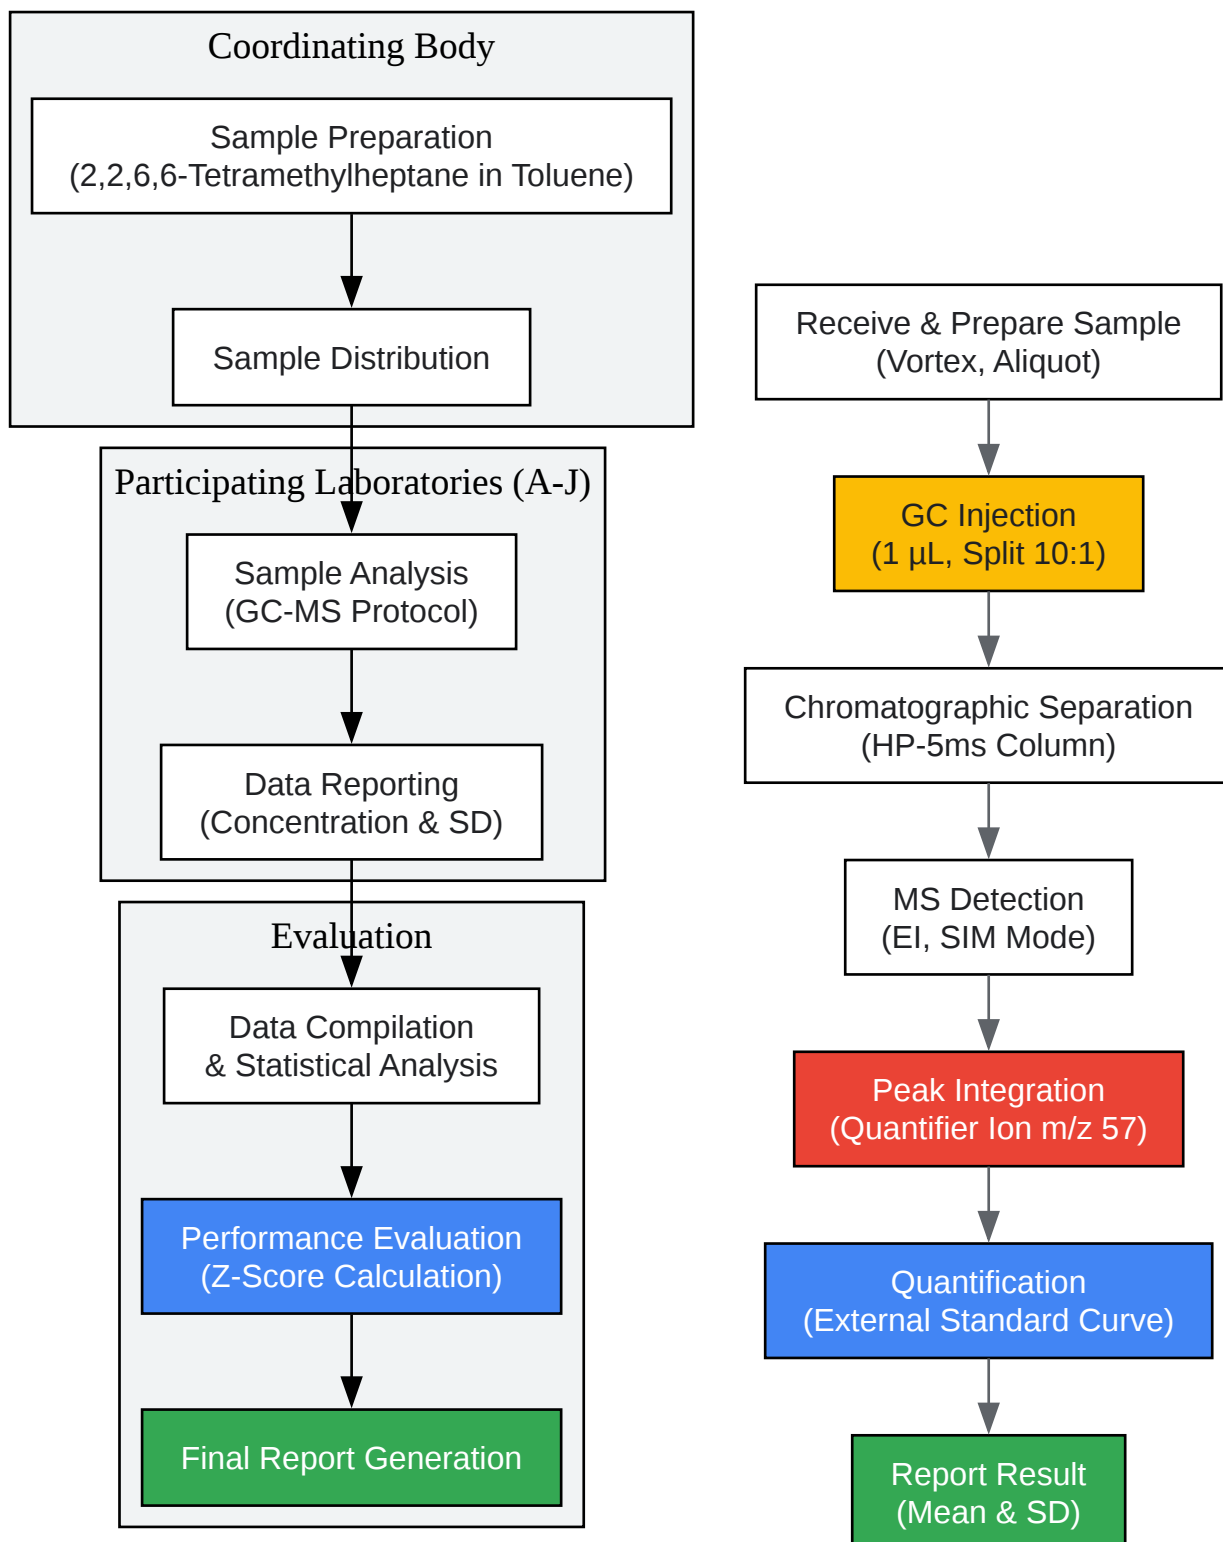 Coordinating Body
Sample Preparation
(2,2,6,6-Tetramethylheptane in Toluene)
Sample Distribution
Participating Laboratories (A-J)
Sample Analysis
(GC-MS Protocol)
Data Reporting
(Concentration & SD)
Evaluation
Data Compilation
& Statistical Analysis
Performance Evaluation
(Z-Score Calculation)
Final Report Generation
Receive & Prepare Sample
(Vortex, Aliquot)
GC Injection
(1 µL, Split 10:1)
Chromatographic Separation
(HP-5ms Column)
MS Detection
(EI, SIM Mode)
Peak Integration
(Quantifier Ion m/z 57)
Quantification
(External Standard Curve)
Report Result
(Mean & SD)